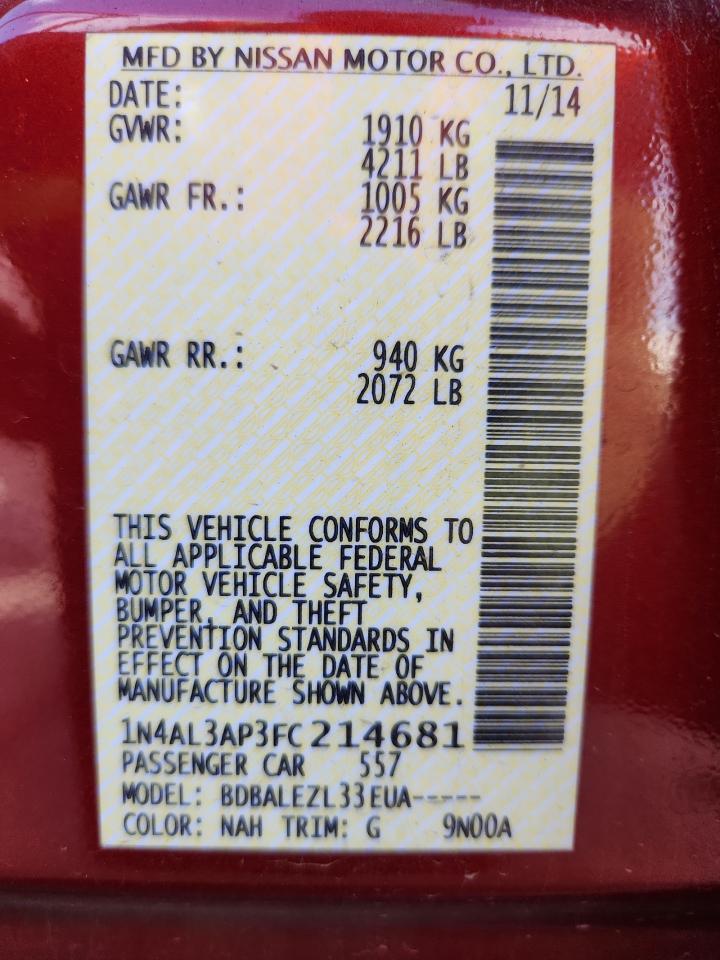 MFD BY NISSAN MOTOR CO., LTD.
DATE: 11/14
GVWR: 1910 KG
4211 LB
GAWR FR.: 1005 KG
2216 LB
GAWR RR.: 940 KG
2072 LB
THIS VEHICLE CONFORMS TO
ALL APPLICABLE FEDERAL
MOTOR VEHICLE SAFETY,
BUMPER, AND THEFT
PREVENTION STANDARDS IN
EFFECT ON THE DATE OF
MANUFACTURE SHOWN ABOVE.
1N4AL3AP3FC214681
PASSENGER CAR 557
MODEL: BDBALEZL33EUA-----
COLOR: NAH TRIM: G 9N00A